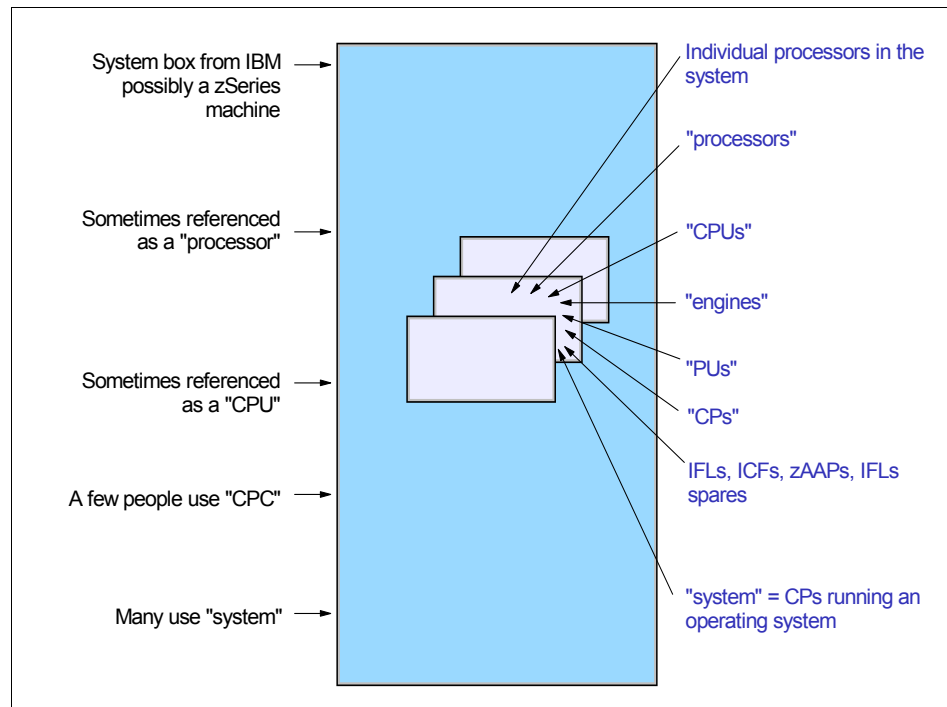 System box from IBM
possibly a zSeries
machine
Sometimes referenced
as a "processor"
Sometimes referenced
as a "CPU"
A few people use "CPC"
Many use "system"
Individual processors in the
system
"processors"
"CPUs"
"engines"
"PUs"
"CPs"
IFLs, ICFs, zAAPs, IFLs
spares
"system" = CPs running an
operating system